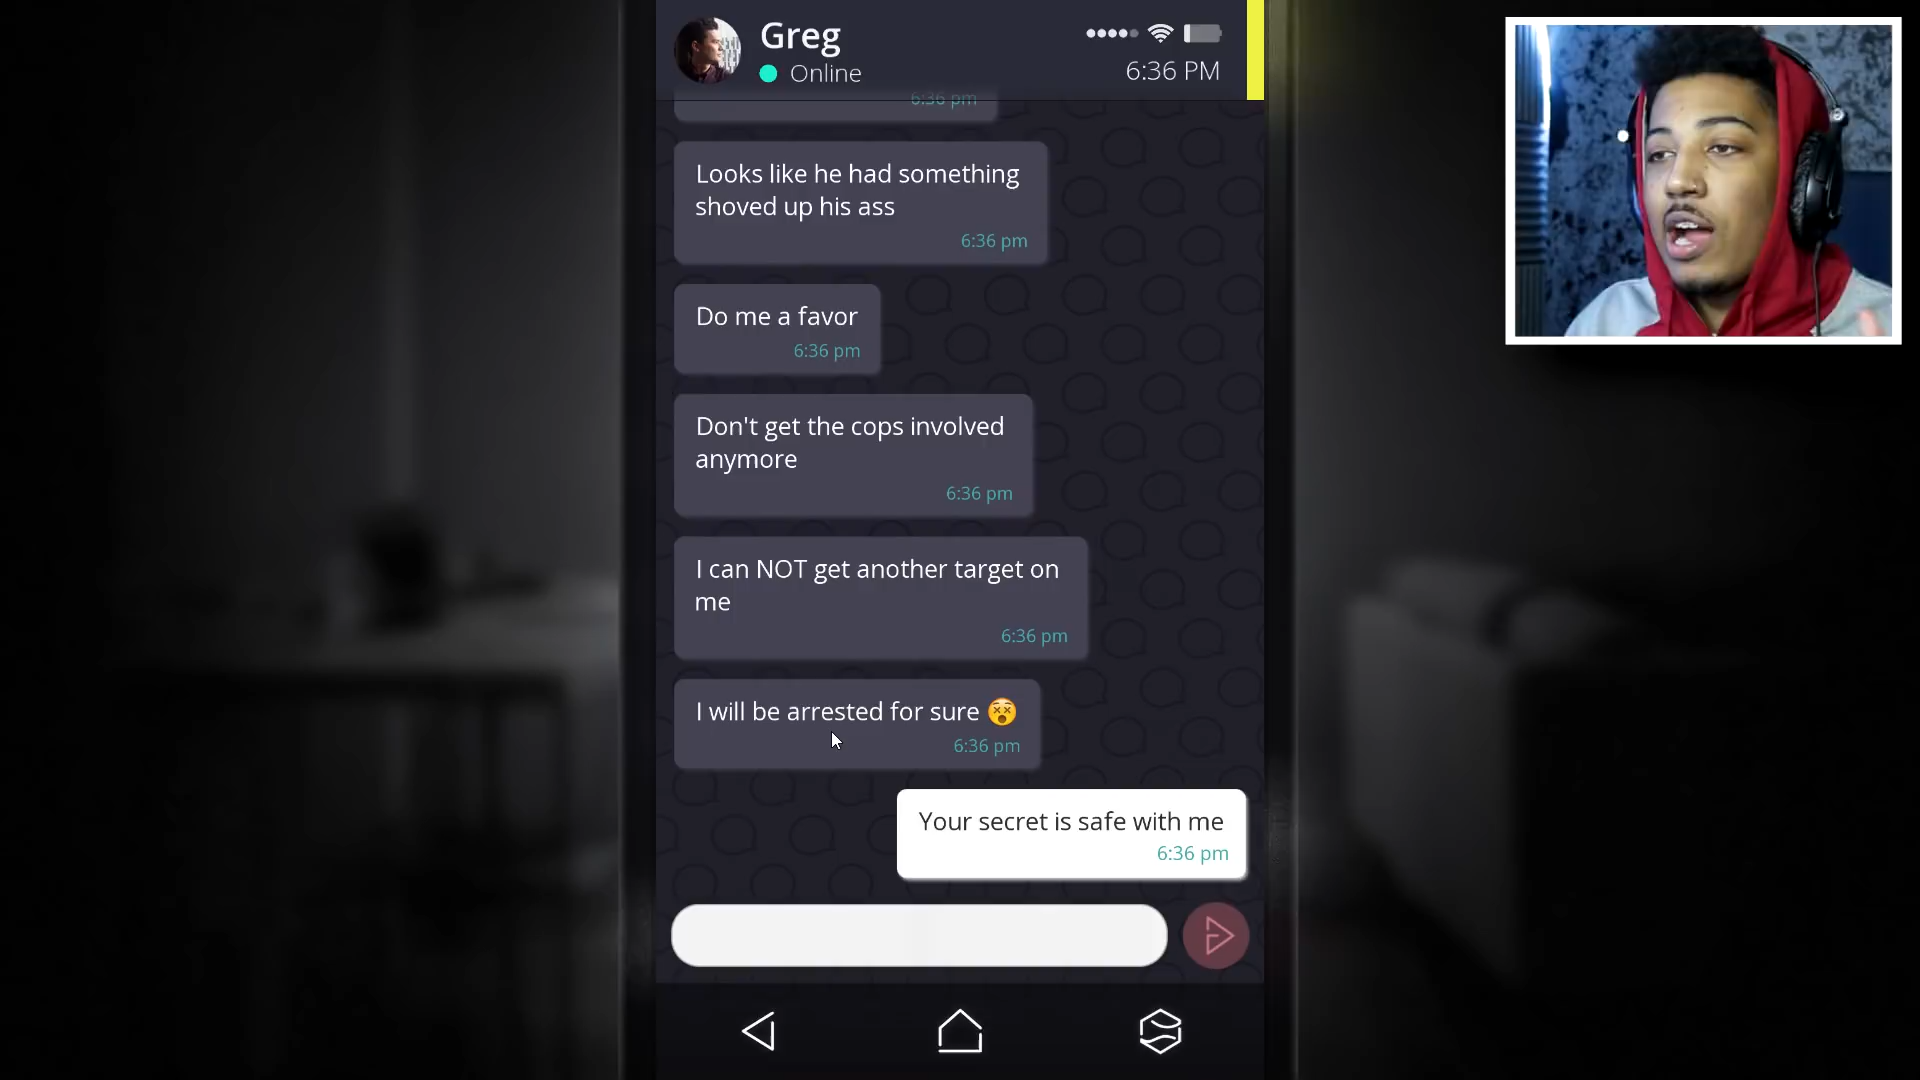 Greg
Online
6:36 PM
6:36 pm
Looks like he had something
shoved up his ass
6:36 pm
Do me a favor
6:36 pm
Don't get the cops involved
anymore
6:36 pm
I can NOT get another target on
me
6:36 pm
I will be arrested for sure 😵
6:36 pm
Your secret is safe with me
6:36 pm